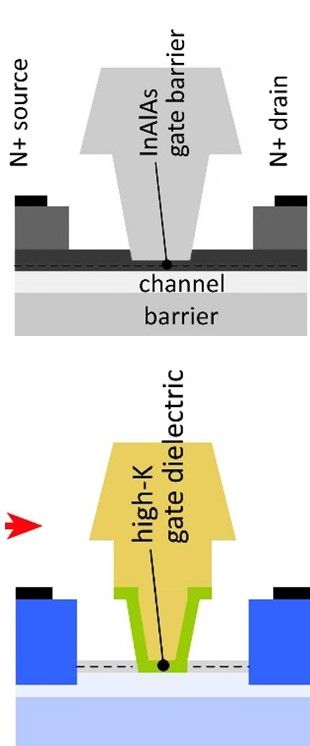 N+ source
InAlAs
gate barrier
N+ drain
channel
barrier
high-K
gate dielectric